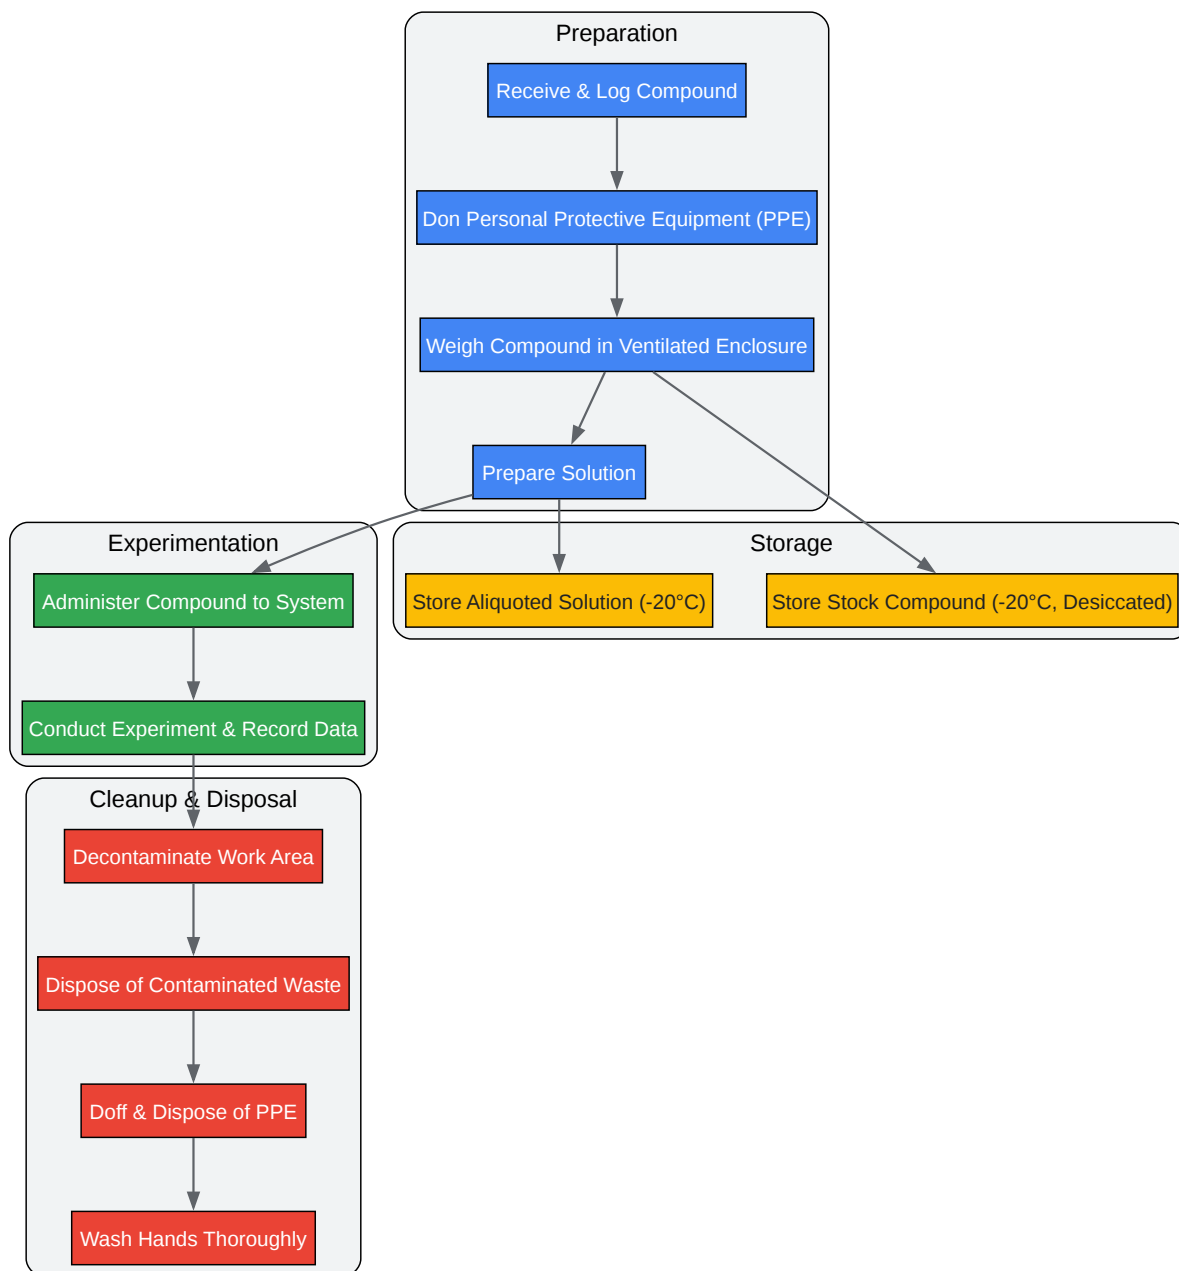 Preparation
Receive & Log Compound
Don Personal Protective Equipment (PPE)
Weigh Compound in Ventilated Enclosure
Prepare Solution
Experimentation
Administer Compound to System
Conduct Experiment & Record Data
Storage
Store Aliquoted Solution (-20°C)
Store Stock Compound (-20°C, Desiccated)
Cleanup & Disposal
Decontaminate Work Area
Dispose of Contaminated Waste
Doff & Dispose of PPE
Wash Hands Thoroughly